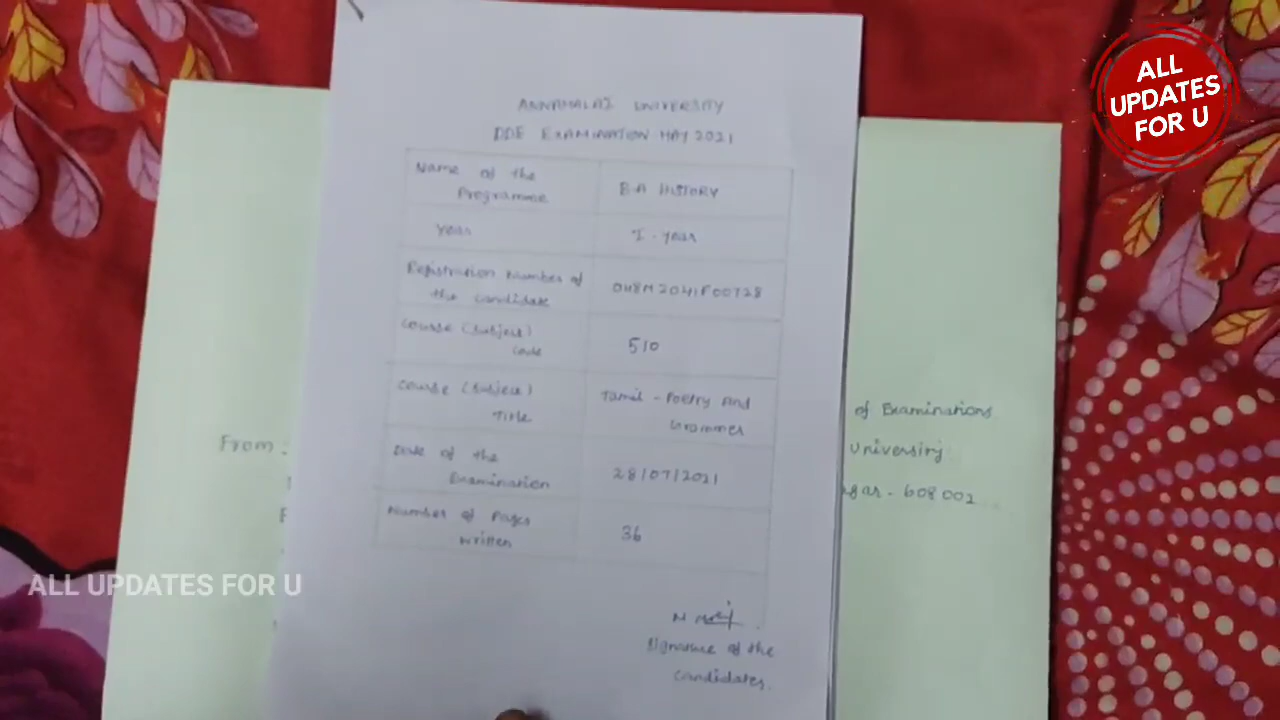 ANNAMALAI UNIVERSITY
DDE EXAMINATION MAY 2021
Name of the
Programme
B.A HISTORY
Year
I - Year
Registration Number of
the Candidate
Course (Subject)
Code
510
Course (Subject)
Title
Tamil - Poetry And
Grammer
Date of the
Examination
28/07/2021
Number of Pages
Written
36
Signature of the
Candidates.
From :
of Examinations
University
608 002
ALL
UPDATES
FOR U
ALL UPDATES FOR U